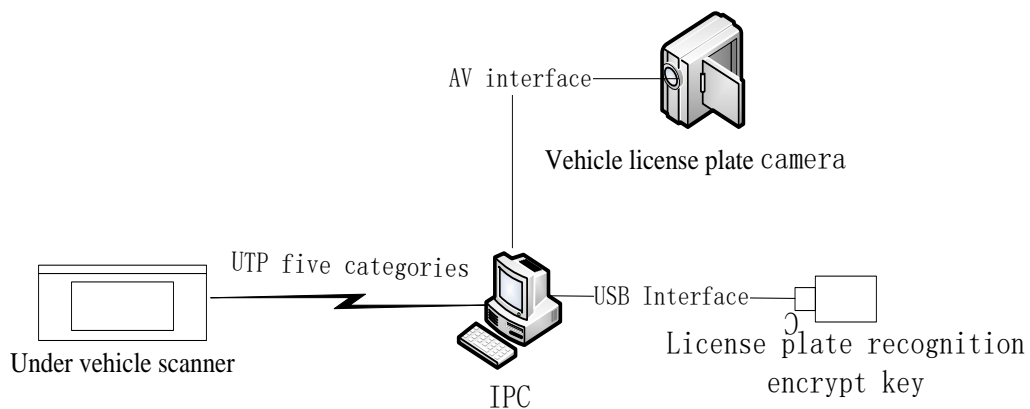 AV interface
Vehicle license plate camera
UTP five categories
USB Interface
Under vehicle scanner
License plate recognition
encrypt key
IPC